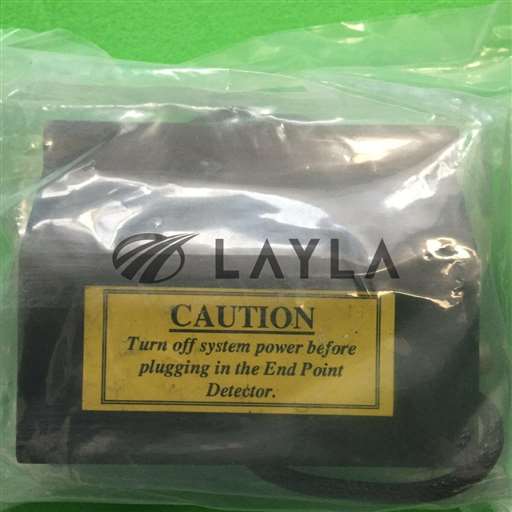 LAYLA
CAUTION
Turn off system power before
plugging in the End Point
Detector.